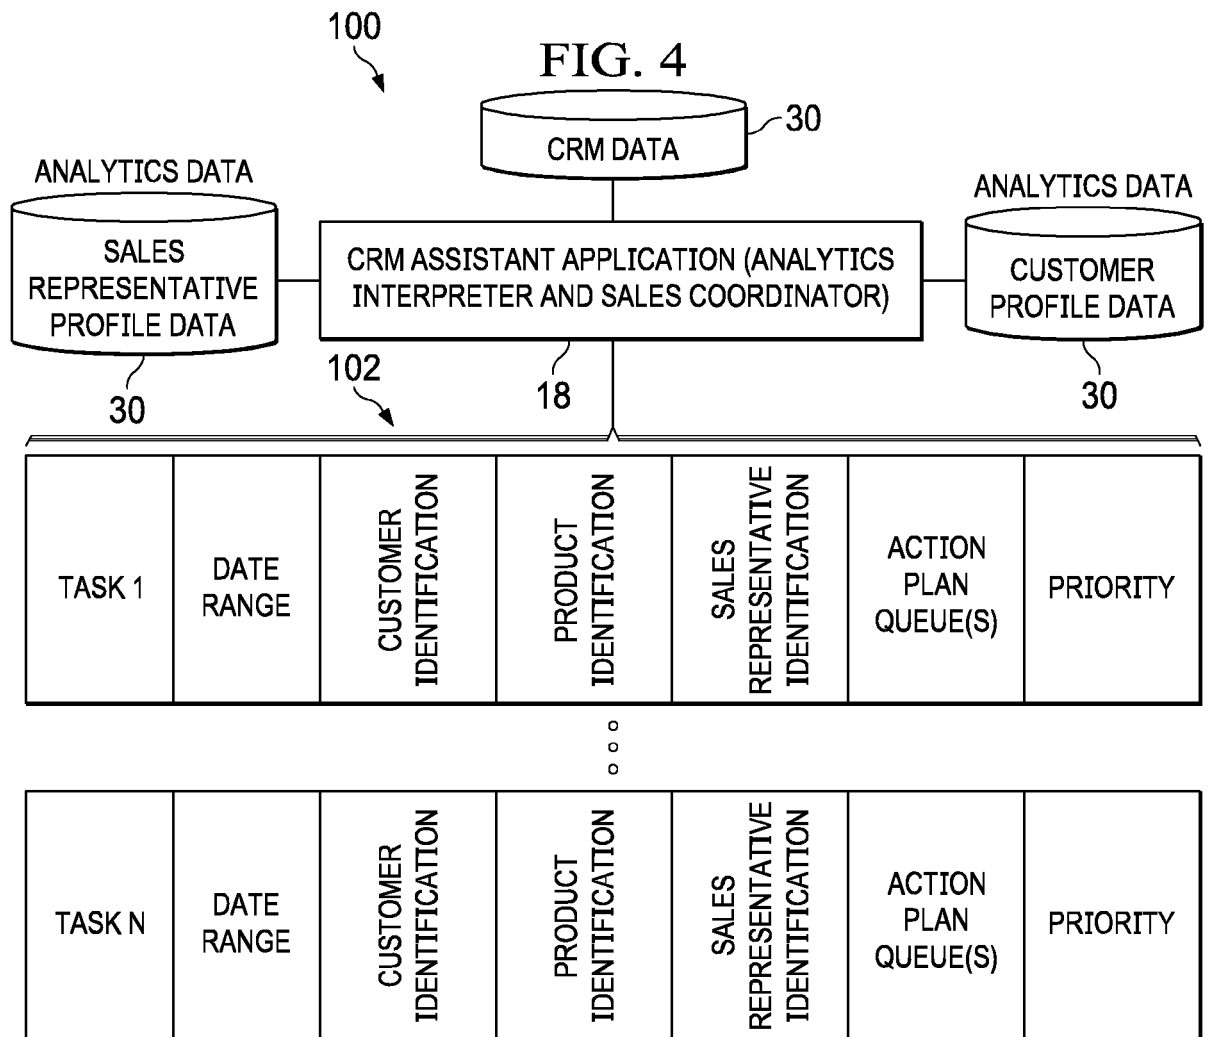 100
FIG. 4
CRM DATA
30
ANALYTICS DATA
SALES
REPRESENTATIVE
PROFILE DATA
30
CRM ASSISTANT APPLICATION (ANALYTICS
INTERPRETER AND SALES COORDINATOR)
18
ANALYTICS DATA
CUSTOMER
PROFILE DATA
30
102
TASK 1
DATE
RANGE
CUSTOMER
IDENTIFICATION
PRODUCT
IDENTIFICATION
SALES
REPRESENTATIVE
IDENTIFICATION
ACTION
PLAN
QUEUE(S)
PRIORITY
TASK N
DATE
RANGE
CUSTOMER
IDENTIFICATION
PRODUCT
IDENTIFICATION
SALES
REPRESENTATIVE
IDENTIFICATION
ACTION
PLAN
QUEUE(S)
PRIORITY